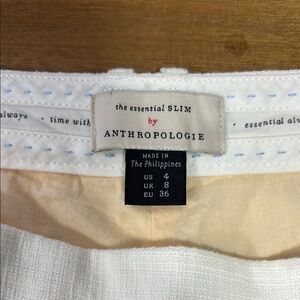 the essential SLIM
by
ANTHROPOLOGIE
always • time with
• essential alw
MADE IN
The Philippines
US 4
UK 8
EU 36